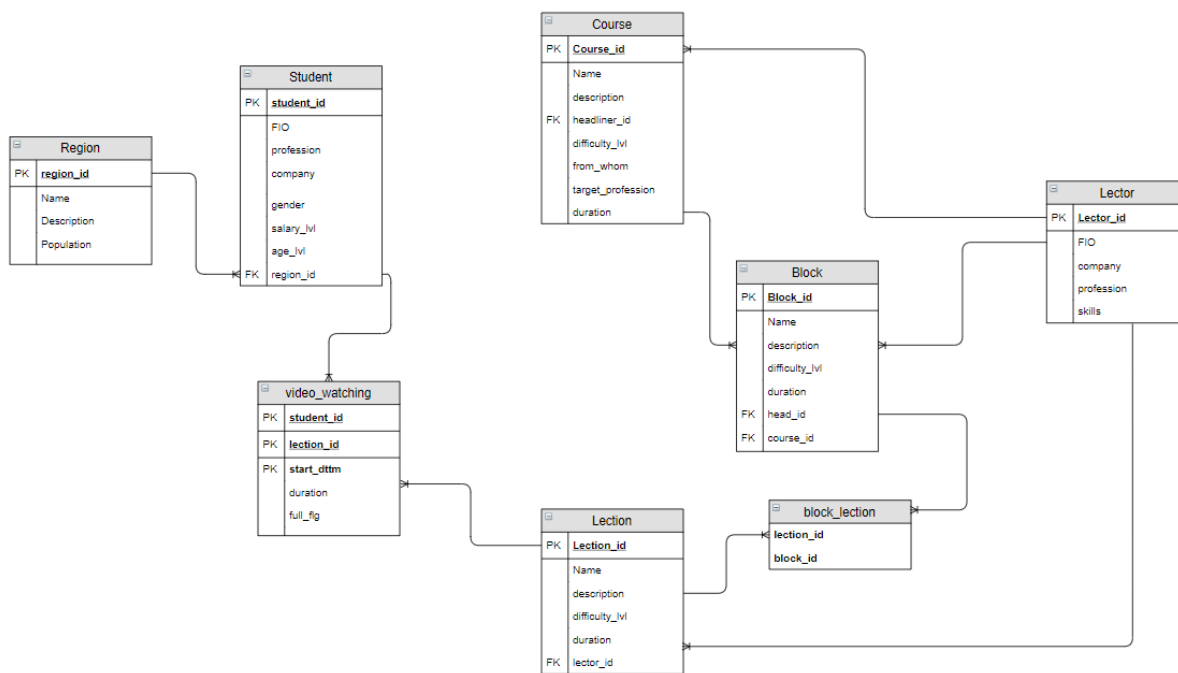 Course
PK Course_id
Name
description
FK headliner_id
difficulty_lvl
from_whom
target_profession
duration
Student
PK student_id
FIO
profession
company
gender
salary_lvl
age_lvl
FK region_id
Region
PK region_id
Name
Description
Population
Lector
PK Lector_id
FIO
company
profession
skills
Block
PK Block_id
Name
description
difficulty_lvl
duration
FK head_id
FK course_id
video_watching
PK student_id
PK lection_id
PK start_dttm
duration
full_flg
block_lection
lection_id
block_id
Lection
PK Lection_id
Name
description
difficulty_lvl
duration
FK lector_id